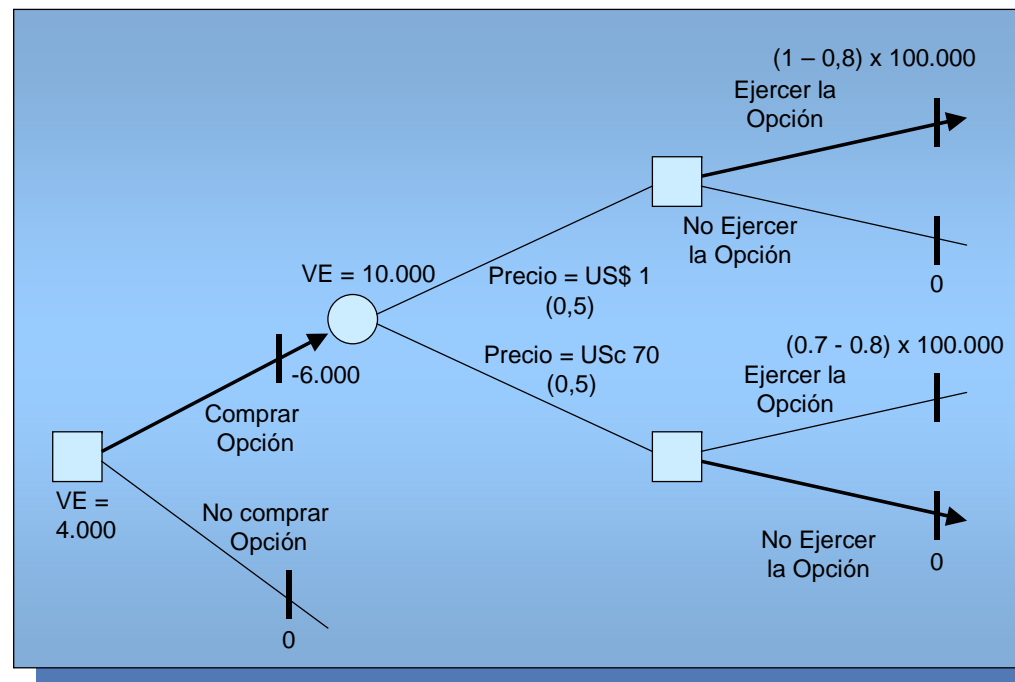 (1 – 0,8) x 100.000
Ejercer la
Opción
No Ejercer
la Opción
0
VE = 10.000
Precio = US$ 1
(0,5)
Precio = USc 70
(0,5)
(0.7 - 0.8) x 100.000
Ejercer la
Opción
-6.000
Comprar
Opción
VE =
4.000
No comprar
Opción
0
No Ejercer
la Opción
0